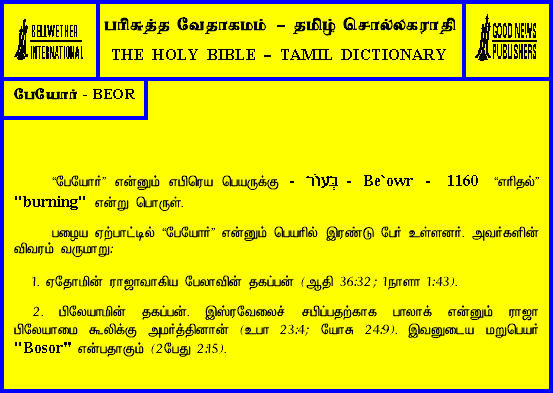 BELLWETHER
INTERNATIONAL
பரிசுத்த வேதாகமம் – தமிழ் சொல்லகராதி
THE HOLY BIBLE – TAMIL DICTIONARY
GOOD NEWS
PUBLISHERS
பேயோர் - BEOR
“பேயோர்” என்னும் எபிரெய பெயருக்கு - בְּעוֹר - Be`owr - 1160 “எரிதல்”
"burning" என்று பொருள்.
பழைய ஏற்பாட்டில் “பேயோர்” என்னும் பெயரில் இரண்டு பேர் உள்ளனர். அவர்களின்
விவரம் வருமாறு:
1. ஏதோமின் ராஜாவாகிய பேலாவின் தகப்பன் (ஆதி 36:32; 1நாளா 1:43).
2. பிலேயாமின் தகப்பன். இஸ்ரவேலைச் சபிப்பதற்காக பாலாக் என்னும் ராஜா
பிலேயாமை கூலிக்கு அமர்த்தினான் (உபா 23:4; யோசு 24:9). இவனுடைய மறுபெயர்
"Bosor" என்பதாகும் (2பேது 2:15).